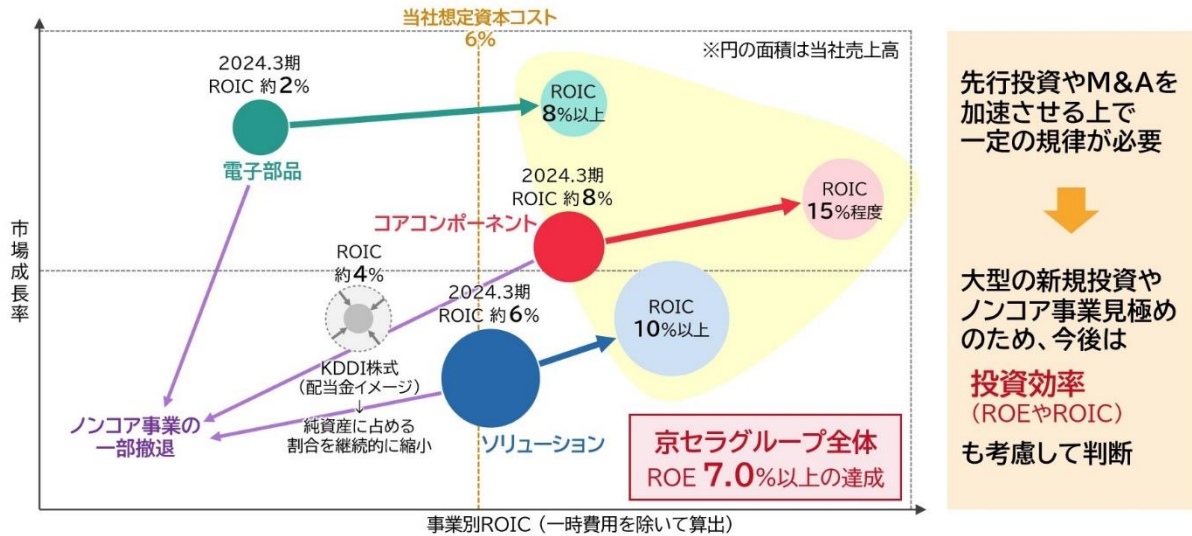 当社想定資本コスト
6%
※円の面積は当社売上高
2024.3期
ROIC 約2%
電子部品
ROIC
8%以上
2024.3期
ROIC 約8%
コアコンポーネント
ROIC
15%程度
ROIC
約4%
KDDI株式
（配当金イメージ）
↓
純資産に占める
割合を継続的に縮小
2024.3期
ROIC 約6%
ソリューション
ROIC
10%以上
ノンコア事業の
一部撤退
京セラグループ全体
ROE 7.0%以上の達成
市場成長率
事業別ROIC（一時費用を除いて算出）
先行投資やM&Aを
加速させる上で
一定の規律が必要
大型の新規投資や
ノンコア事業見極め
のため、今後は
投資効率
（ROEやROIC）
も考慮して判断